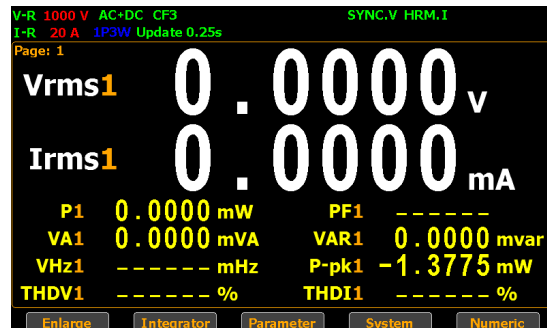 V-R 1000 V AC+DC CF3 SYNC.V HRM.I
I-R 20 A 1P3W Update 0.25s
Page: 1
Vrms1 0.0000 V
Irms1 0.0000 mA
P1 0.0000 mW PF1 ------
VA1 0.0000 mVA VAR1 0.0000 mvar
VHz1 ------ mHz P-pk1 -1.3775 mW
THDV1 ------ % THDI1 ------ %
Enlarge Integrator Parameter System Numeric